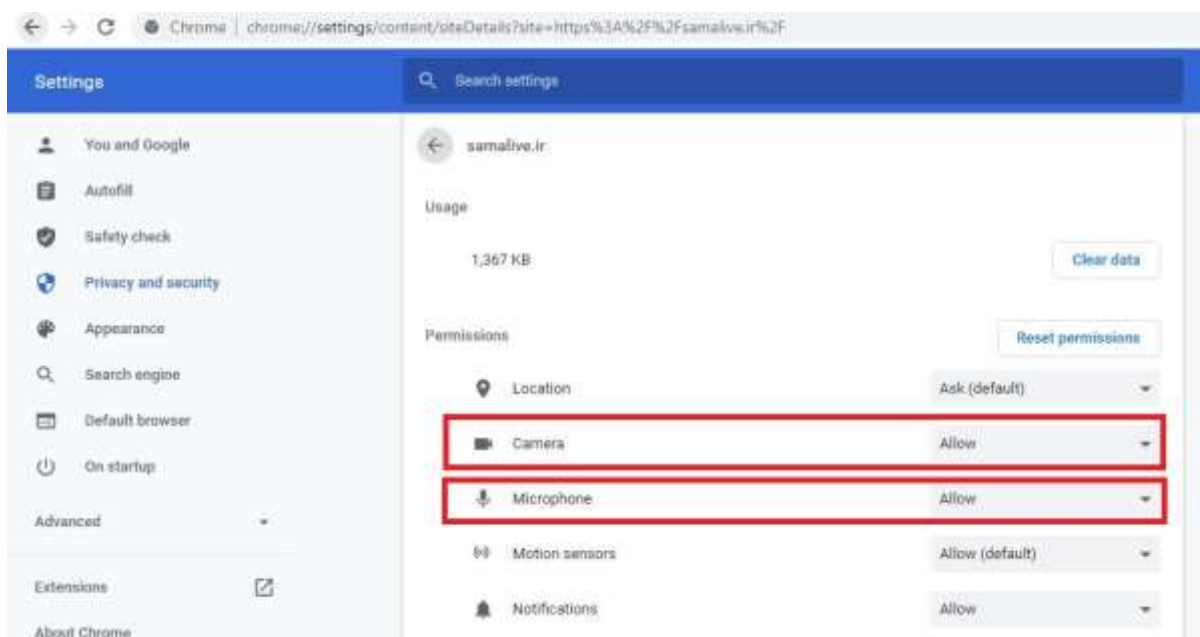 Chrome | chrome://settings/content/siteDetails?site=https%3A%2F%2Fsamalive.ir%2F
Settings
Search settings
You and Google
Autofill
Safety check
Privacy and security
Appearance
Search engine
Default browser
On startup
Advanced
Extensions
About Chrome
samalive.ir
Usage
1,367 KB
Clear data
Permissions
Reset permissions
Location
Ask (default)
Camera
Allow
Microphone
Allow
Motion sensors
Allow (default)
Notifications
Allow